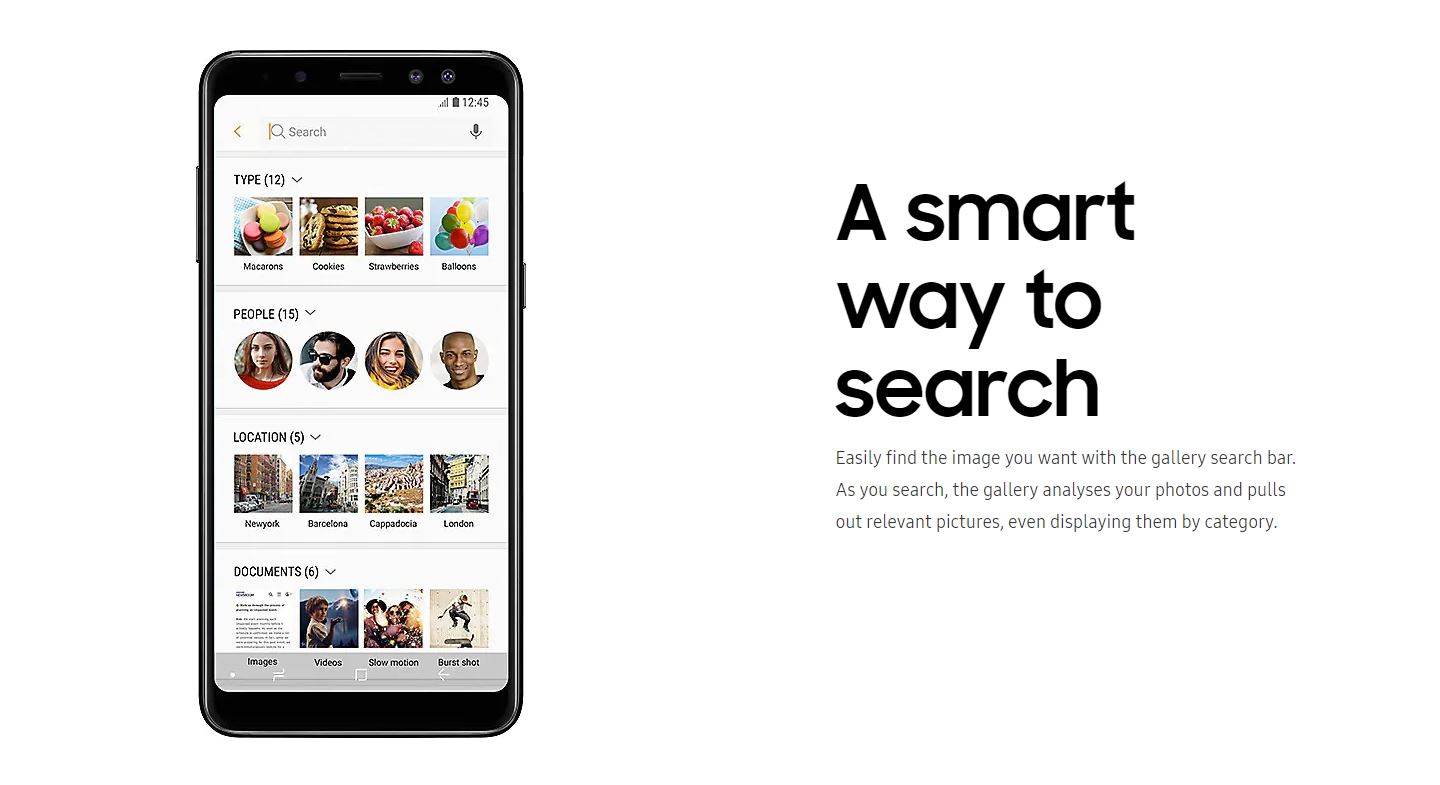 12:45
Search
TYPE (12)
Macarons Cookies Strawberries Balloons
PEOPLE (15)
LOCATION (5)
Newyork Barcelona Cappadocia London
DOCUMENTS (6)
NEWSROOM
Images Videos Slow motion Burst shot
A smart
way to
search
Easily find the image you want with the gallery search bar.
As you search, the gallery analyses your photos and pulls
out relevant pictures, even displaying them by category.